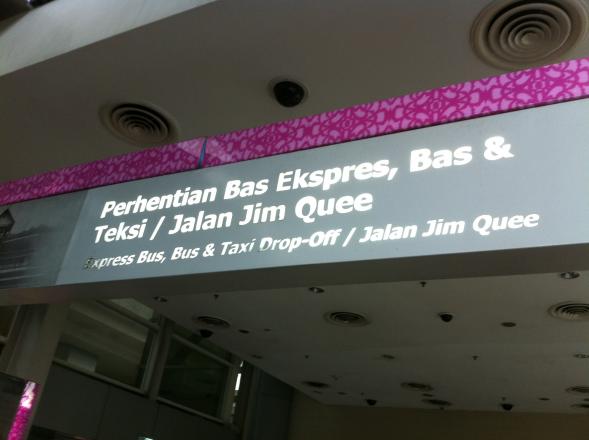 Perhentian Bas Ekspres, Bas &
Teksi / Jalan Jim Quee
Express Bus, Bus & Taxi Drop-Off / Jalan Jim Quee